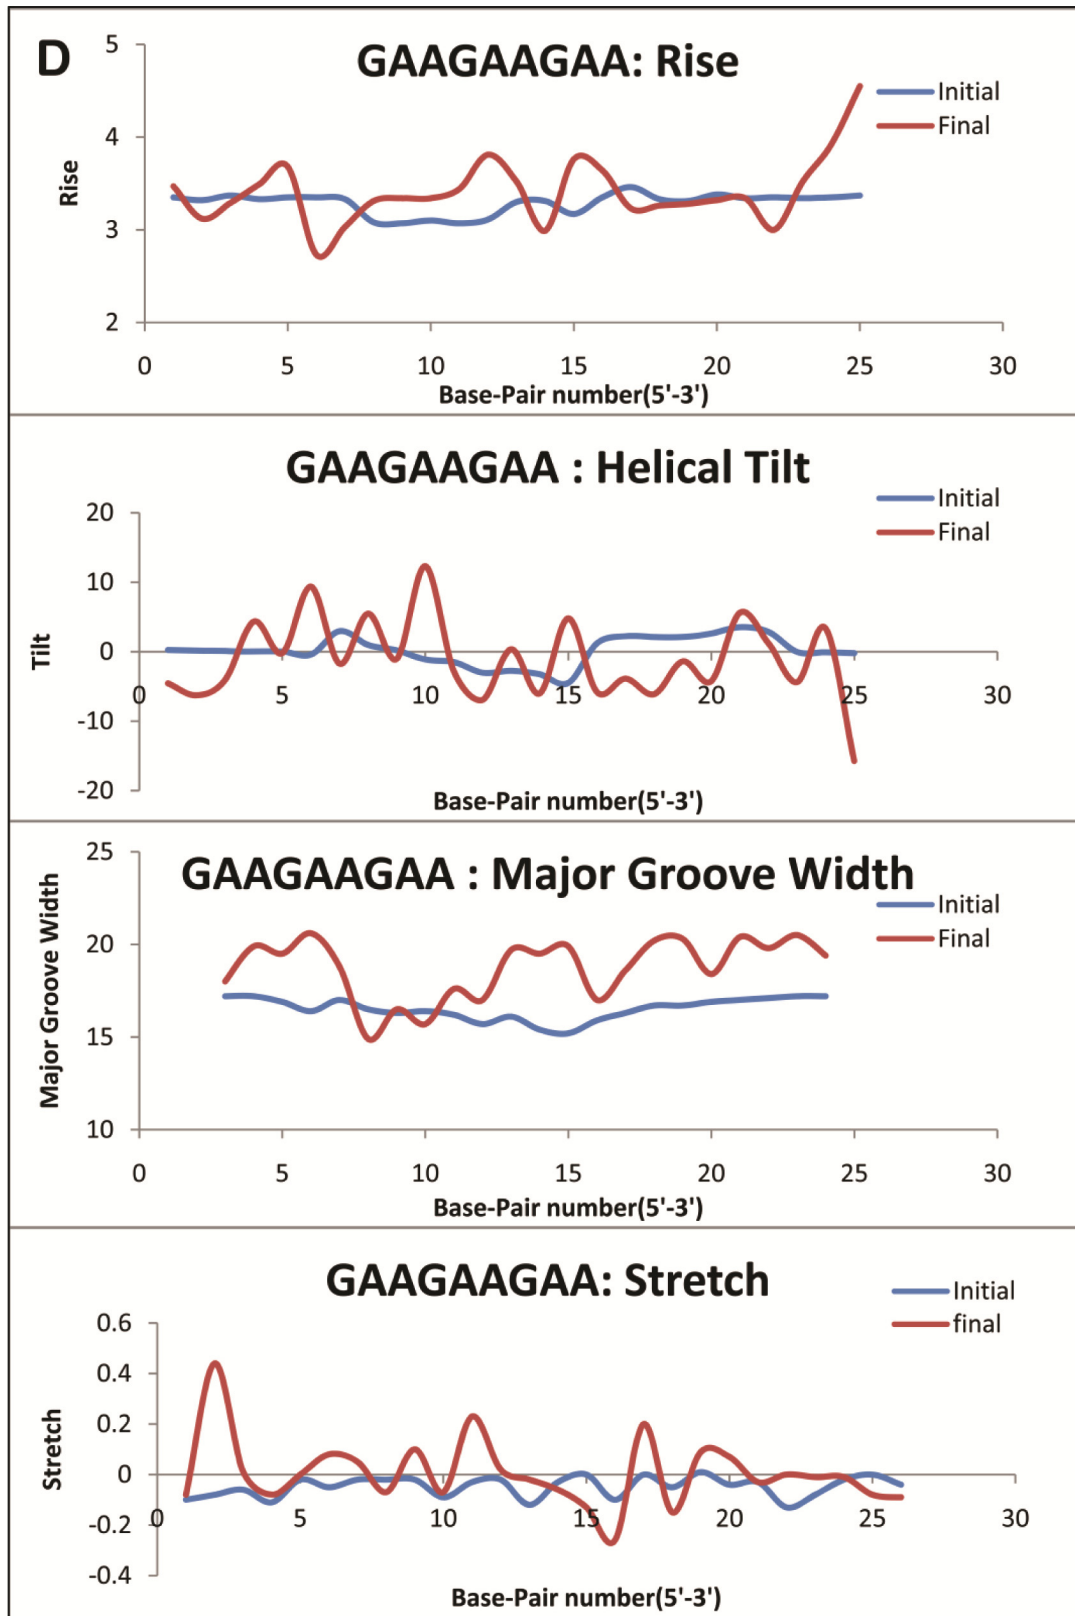 D
GAAGAAGAA: Rise
5
4
3
2
Rise
Initial
Final
0 5 10 15 20 25 30
Base-Pair number(5'-3')
GAAGAAGAA : Helical Tilt
20
10
0
-10
-20
Tilt
Initial
Final
0 5 10 15 20 25 30
Base-Pair number(5'-3')
GAAGAAGAA : Major Groove Width
25
20
15
10
Major Groove Width
Initial
Final
0 5 10 15 20 25 30
Base-Pair number(5'-3')
GAAGAAGAA: Stretch
0.6
0.4
0.2
0
-0.2
-0.4
Stretch
Initial
final
0 5 10 15 20 25 30
Base-Pair number(5'-3')